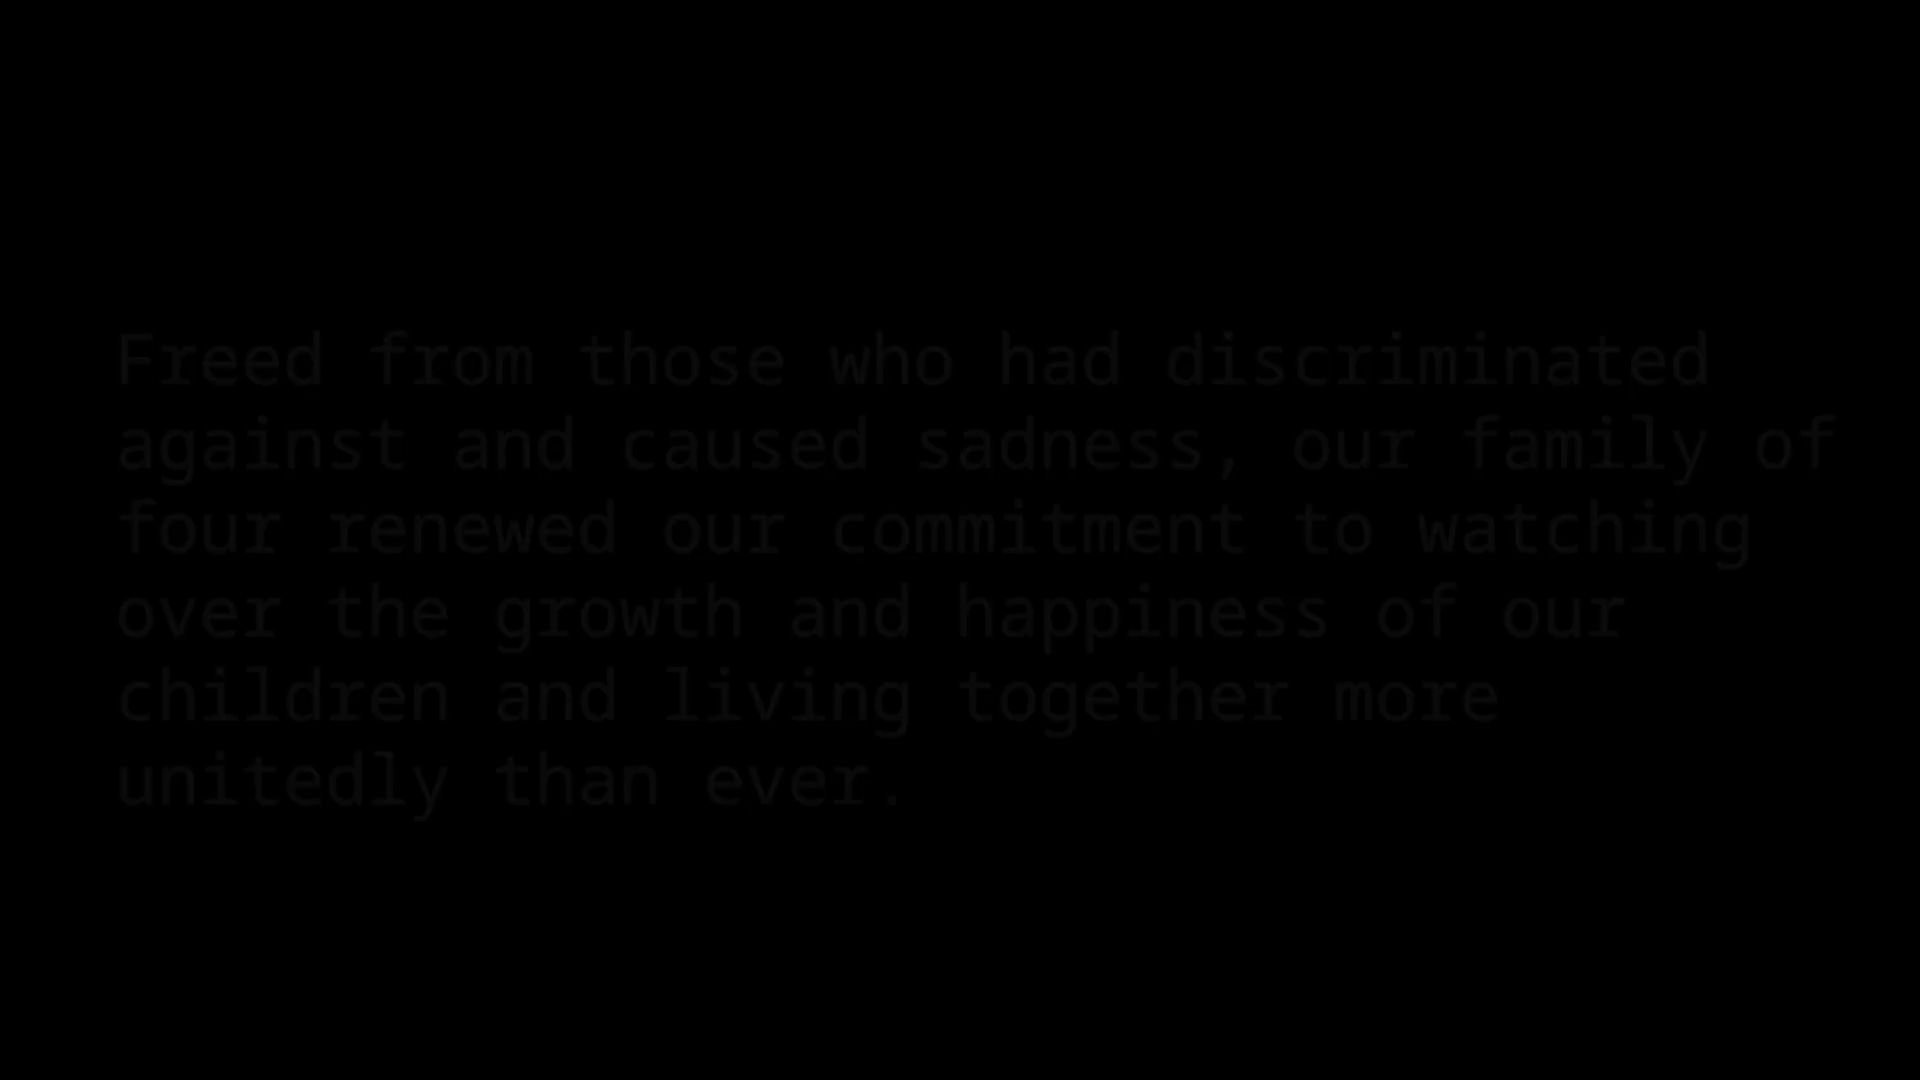 Freed from those who had discriminated
against and caused sadness, our family of
four renewed our commitment to watching
over the growth and happiness of our
children and living together more
unitedly than ever.